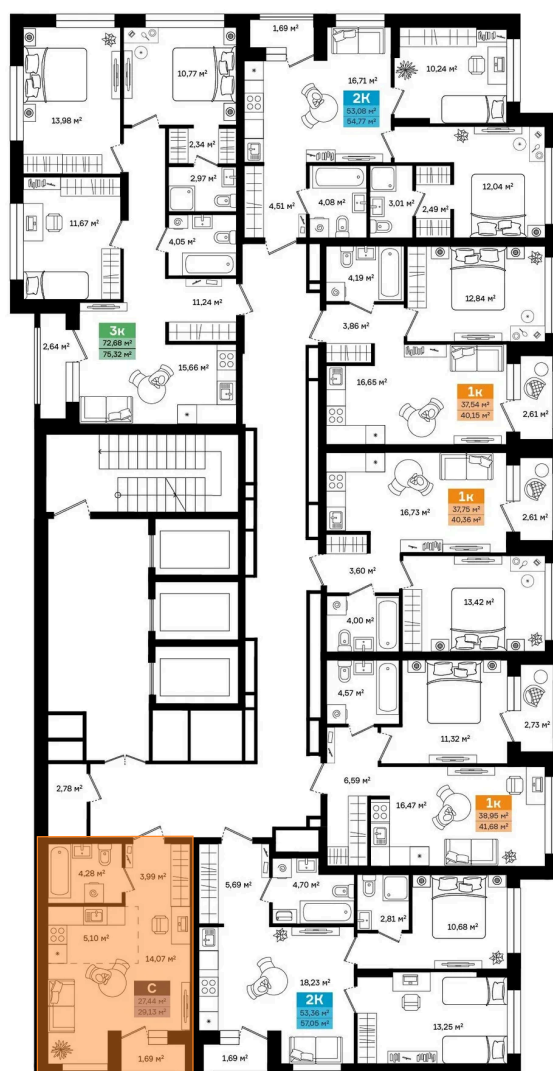 1,69 м²
10,77 м²
16,71 м²
10,24 м²
13,98 м²
2К
53,08 м²
54,77 м²
2,34 м²
2,97 м²
12,04 м²
4,51 м²
4,08 м²
3,01 м²
2,49 м²
11,67 м²
4,05 м²
4,19 м²
12,84 м²
11,24 м²
3,86 м²
3к
72,68 м²
75,32 м²
2,64 м²
15,66 м²
16,65 м²
1к
37,54 м²
40,15 м²
2,61 м²
1к
37,75 м²
40,36 м²
16,73 м²
2,61 м²
3,60 м²
13,42 м²
4,00 м²
4,57 м²
11,32 м²
2,73 м²
6,59 м²
2,78 м²
16,47 м²
1к
38,95 м²
41,68 м²
4,28 м²
3,99 м²
5,69 м²
4,70 м²
2,81 м²
10,68 м²
5,10 м²
14,07 м²
С
27,44 м²
29,13 м²
18,23 м²
2К
53,36 м²
57,05 м²
13,25 м²
1,69 м²
1,69 м²